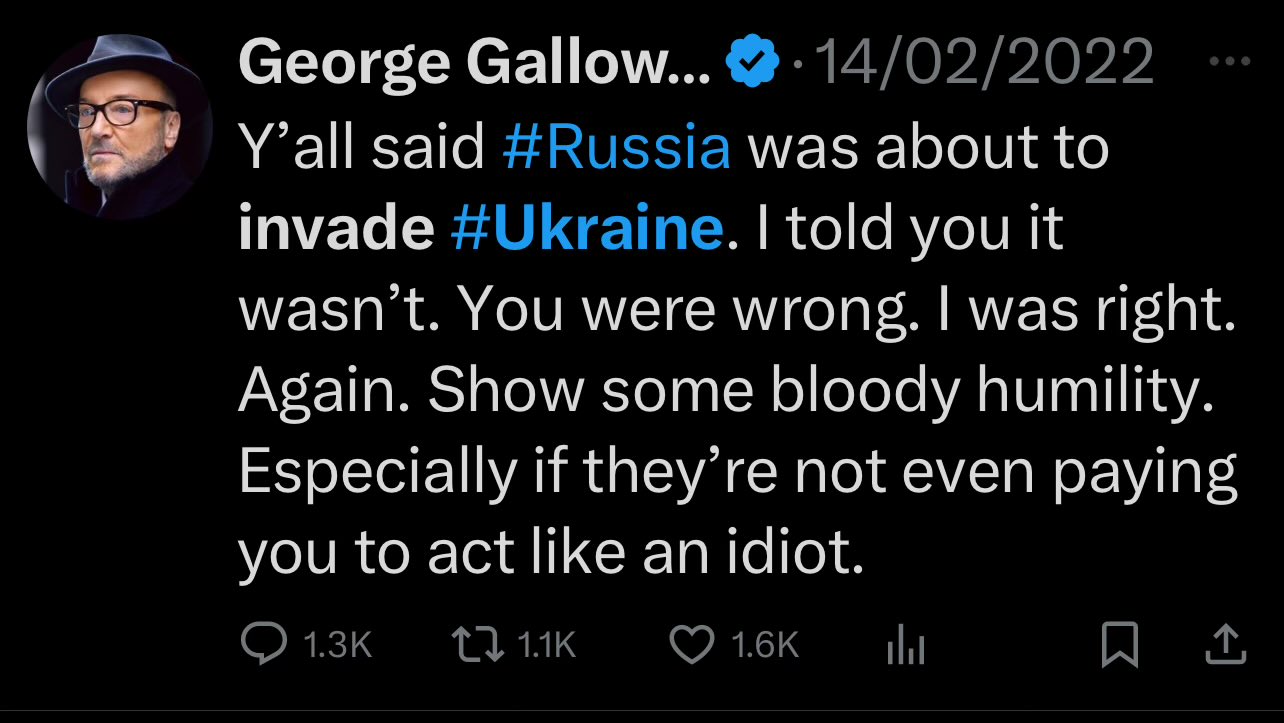 George Gallow... · 14/02/2022
Y’all said #Russia was about to
invade #Ukraine. I told you it
wasn’t. You were wrong. I was right.
Again. Show some bloody humility.
Especially if they’re not even paying
you to act like an idiot.
1.3K 1.1K 1.6K